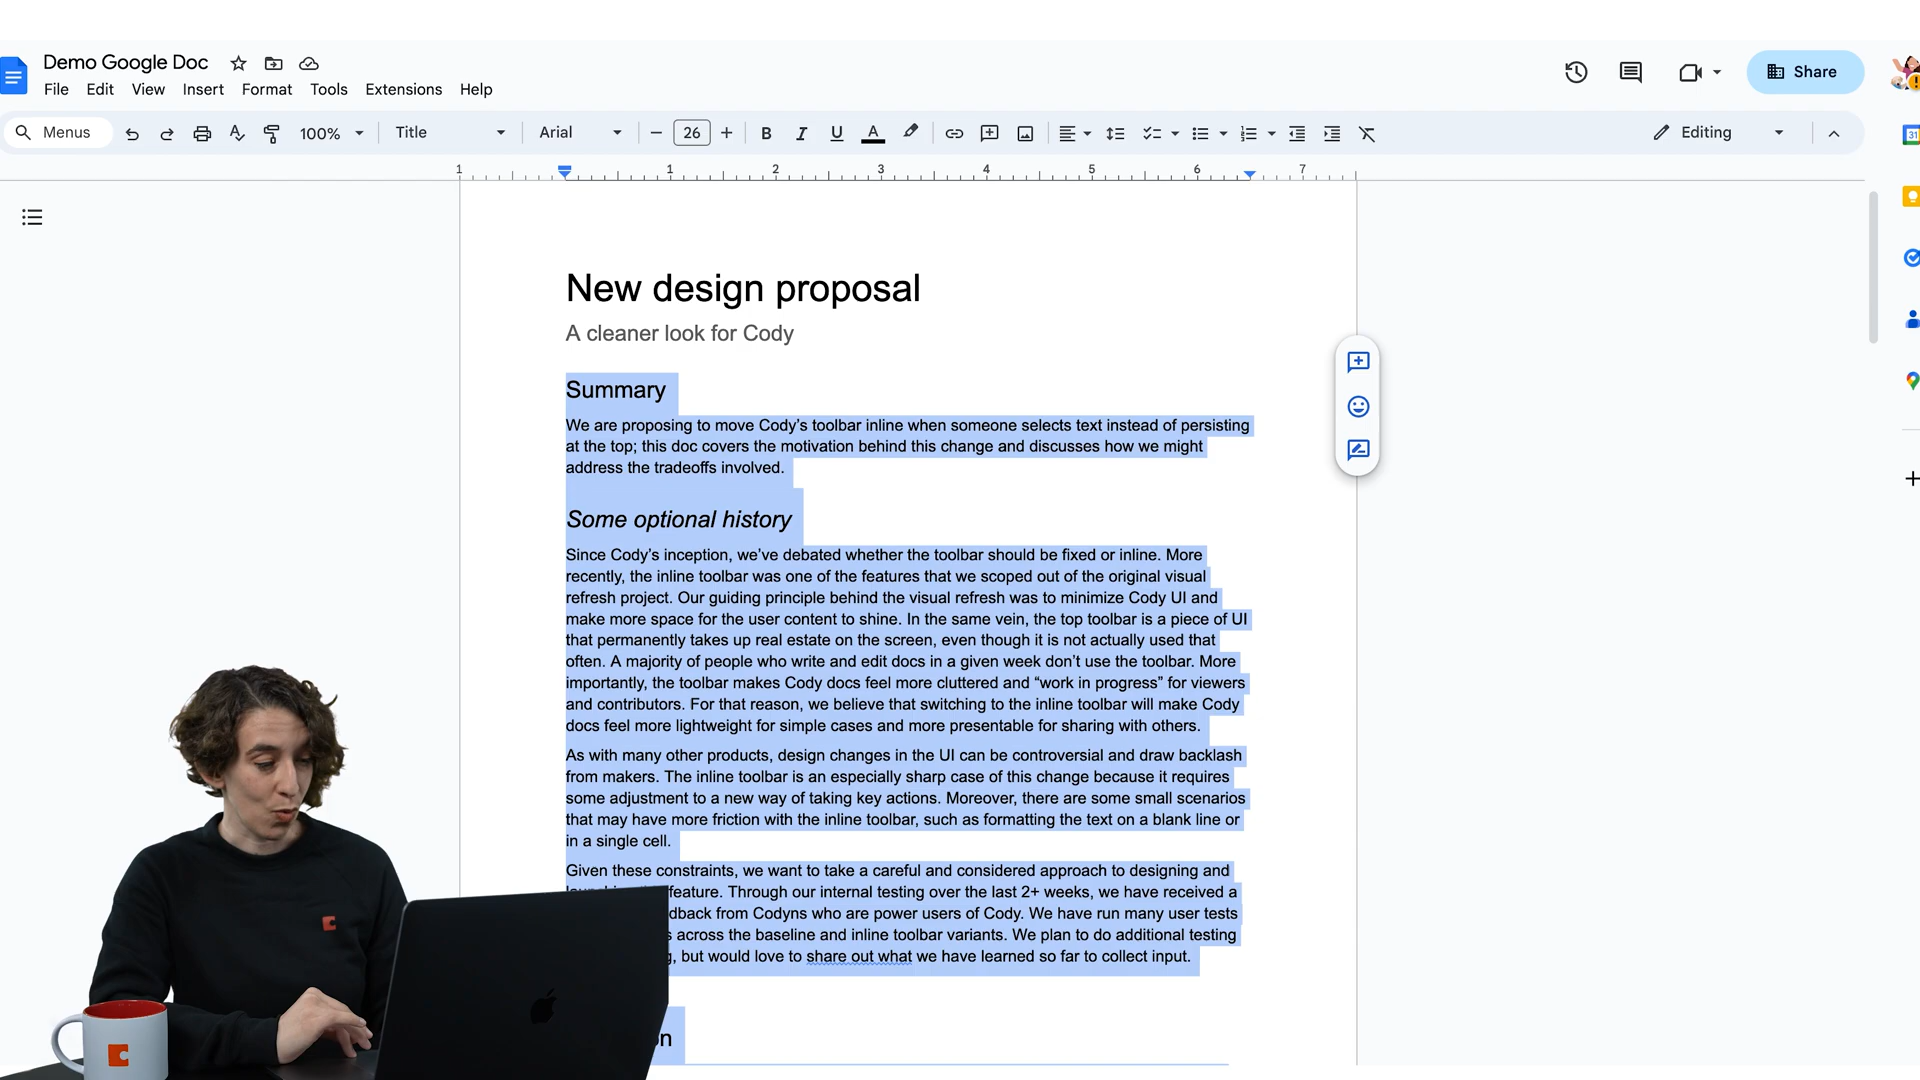 Demo Google Doc
File Edit View Insert Format Tools Extensions Help
Share
Menus 100% Title Arial 26 Editing
1 1 2 3 4 5 6 7
31
New design proposal
A cleaner look for Cody
Summary
We are proposing to move Cody’s toolbar inline when someone selects text instead of persisting
at the top; this doc covers the motivation behind this change and discusses how we might
address the tradeoffs involved.
Some optional history
Since Cody’s inception, we’ve debated whether the toolbar should be fixed or inline. More
recently, the inline toolbar was one of the features that we scoped out of the original visual
refresh project. Our guiding principle behind the visual refresh was to minimize Cody UI and
make more space for the user content to shine. In the same vein, the top toolbar is a piece of UI
that permanently takes up real estate on the screen, even though it is not actually used that
often. A majority of people who write and edit docs in a given week don’t use the toolbar. More
importantly, the toolbar makes Cody docs feel more cluttered and “work in progress” for viewers
and contributors. For that reason, we believe that switching to the inline toolbar will make Cody
docs feel more lightweight for simple cases and more presentable for sharing with others.
As with many other products, design changes in the UI can be controversial and draw backlash
from makers. The inline toolbar is an especially sharp case of this change because it requires
some adjustment to a new way of taking key actions. Moreover, there are some small scenarios
that may have more friction with the inline toolbar, such as formatting the text on a blank line or
in a single cell.
Given these constraints, we want to take a careful and considered approach to designing and
feature. Through our internal testing over the last 2+ weeks, we have received a
from Codyns who are power users of Cody. We have run many user tests
across the baseline and inline toolbar variants. We plan to do additional testing
but would love to share out what we have learned so far to collect input.